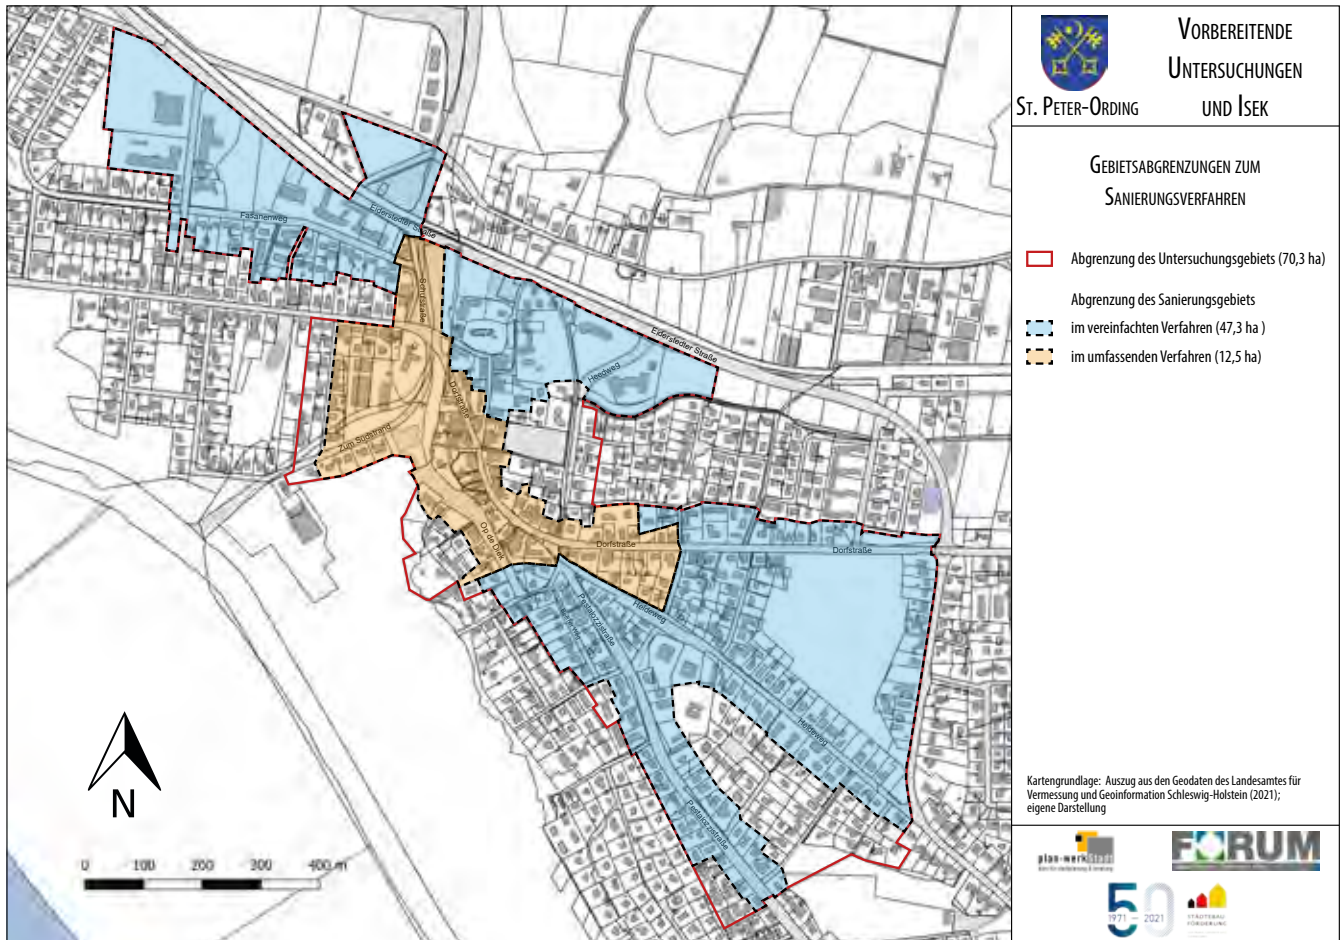 Fasanenweg
Eiderstedter Straße
Schulstraße
Eiderstedter Straße
Heedweg
Dorfstraße
Zum Südstrand
Op de Diek
Dorfstraße
Dorfstraße
Heideweg
Pestalozzistraße
Heideweg
Pestalozzistraße
N
0 100 200 300 400 m
St. Peter-Ording
Vorbereitende
Untersuchungen
und Isek
Gebietsabgrenzungen zum
Sanierungsverfahren
Abgrenzung des Untersuchungsgebiets (70,3 ha)
Abgrenzung des Sanierungsgebiets
im vereinfachten Verfahren (47,3 ha )
im umfassenden Verfahren (12,5 ha)
Kartengrundlage: Auszug aus den Geodaten des Landesamtes für
Vermessung und Geoinformation Schleswig-Holstein (2021);
eigene Darstellung
plan-werkStadt
FORUM
50
1971 – 2021
STÄDTEBAU-
FÖRDERUNG